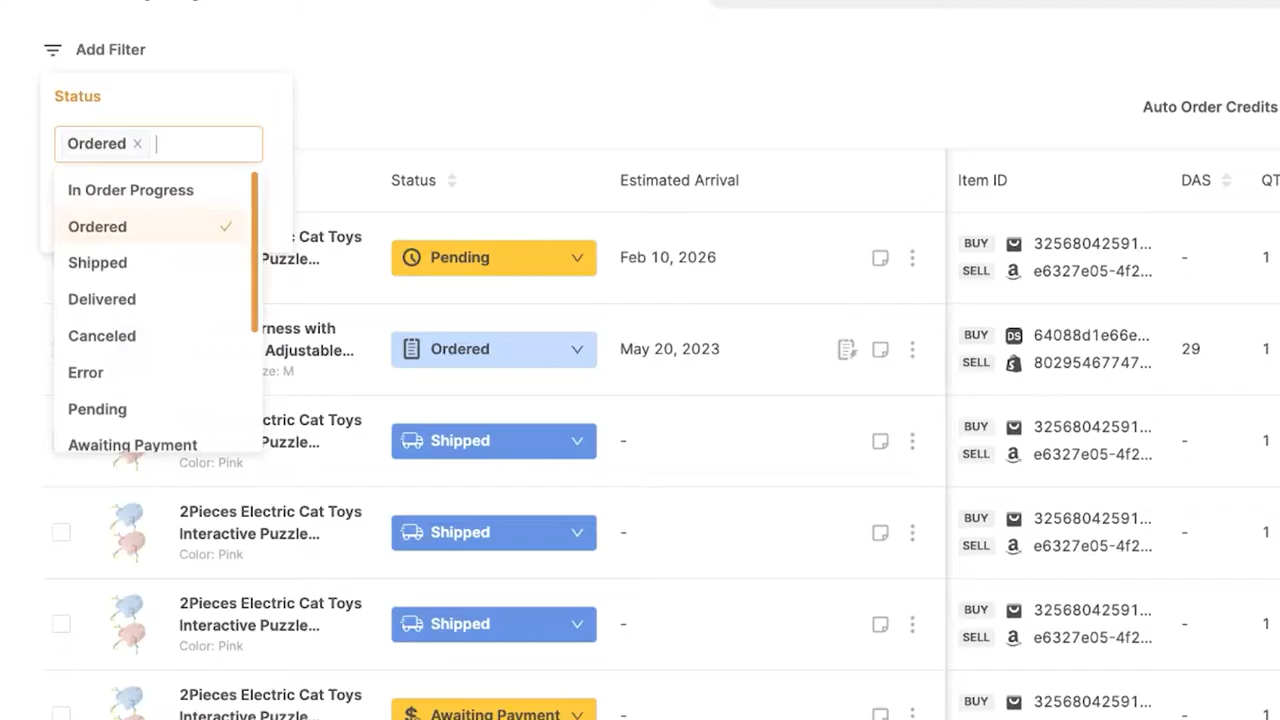 Add Filter
Status
Auto Order Credits
Ordered
In Order Progress
Ordered
Shipped
Delivered
Canceled
Error
Pending
Awaiting Payment
Status
Estimated Arrival
Item ID
DAS
QT
Cat Toys
Puzzle...
Pending
Feb 10, 2026
BUY
32568042591...
SELL
e6327e05-4f2...
-
1
rness with
Adjustable...
ze: M
Ordered
May 20, 2023
BUY
DS
64088d1e66e...
SELL
80295467747...
29
1
ctric Cat Toys
Puzzle...
Color: Pink
Shipped
-
BUY
32568042591...
SELL
e6327e05-4f2...
-
1
2Pieces Electric Cat Toys
Interactive Puzzle...
Color: Pink
Shipped
-
BUY
32568042591...
SELL
e6327e05-4f2...
-
1
2Pieces Electric Cat Toys
Interactive Puzzle...
Color: Pink
Shipped
-
BUY
32568042591...
SELL
e6327e05-4f2...
-
1
2Pieces Electric Cat Toys
Interactive Puzzle...
Awaiting Payment
-
BUY
32568042591...